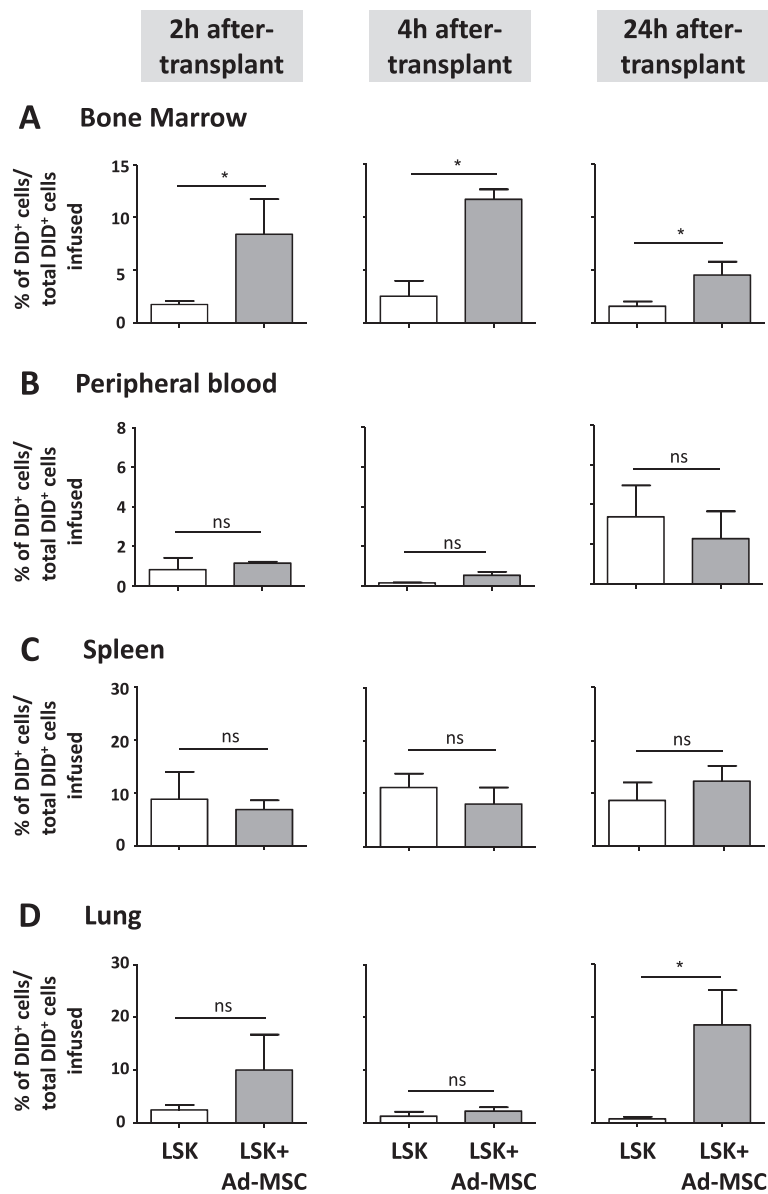 2h after-
transplant
4h after-
transplant
24h after-
transplant
A Bone Marrow
% of DID⁺ cells/
total DID⁺ cells
infused
15
10
5
0
*
*
*
B Peripheral blood
% of DID⁺ cells/
total DID⁺ cells
infused
8
6
4
2
0
ns
ns
ns
C Spleen
% of DID⁺ cells/
total DID⁺ cells
infused
30
20
10
0
ns
ns
ns
D Lung
% of DID⁺ cells/
total DID⁺ cells
infused
30
20
10
0
ns
ns
*
LSK
LSK+
Ad-MSC
LSK
LSK+
Ad-MSC
LSK
LSK+
Ad-MSC